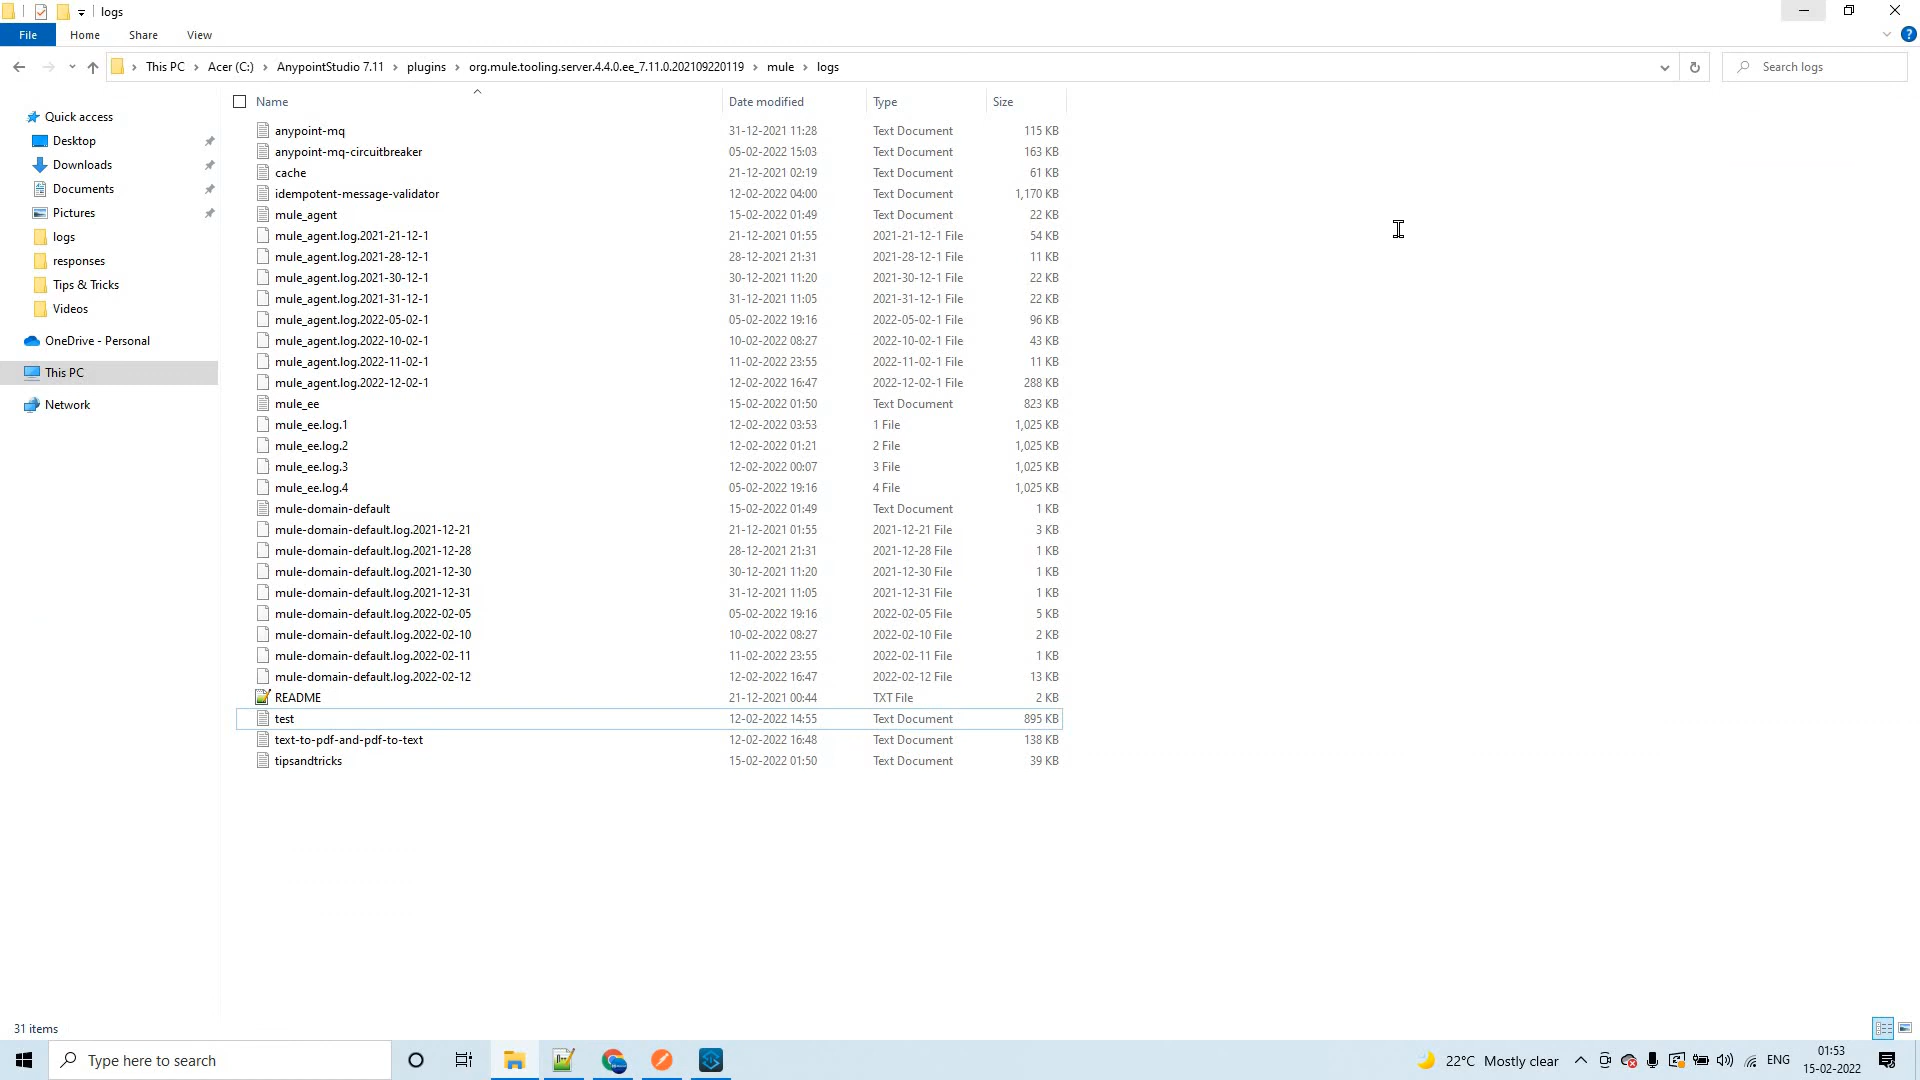 logs
File Home Share View
This PC Acer (C:) AnypointStudio 7.11 plugins org.mule.tooling.server.4.4.0.ee_7.11.0.202109220119 mule logs Search logs
Name Date modified Type Size
Quick access
Desktop
Downloads
Documents
Pictures
logs
responses
Tips & Tricks
Videos
OneDrive - Personal
This PC
Network
anypoint-mq 31-12-2021 11:28 Text Document 115 KB
anypoint-mq-circuitbreaker 05-02-2022 15:03 Text Document 163 KB
cache 21-12-2021 02:19 Text Document 61 KB
idempotent-message-validator 12-02-2022 04:00 Text Document 1,170 KB
mule_agent 15-02-2022 01:49 Text Document 22 KB
mule_agent.log.2021-21-12-1 21-12-2021 01:55 2021-21-12-1 File 54 KB
mule_agent.log.2021-28-12-1 28-12-2021 21:31 2021-28-12-1 File 11 KB
mule_agent.log.2021-30-12-1 30-12-2021 11:20 2021-30-12-1 File 22 KB
mule_agent.log.2021-31-12-1 31-12-2021 11:05 2021-31-12-1 File 22 KB
mule_agent.log.2022-05-02-1 05-02-2022 19:16 2022-05-02-1 File 96 KB
mule_agent.log.2022-10-02-1 10-02-2022 08:27 2022-10-02-1 File 43 KB
mule_agent.log.2022-11-02-1 11-02-2022 23:55 2022-11-02-1 File 11 KB
mule_agent.log.2022-12-02-1 12-02-2022 16:47 2022-12-02-1 File 288 KB
mule_ee 15-02-2022 01:50 Text Document 823 KB
mule_ee.log.1 12-02-2022 03:53 1 File 1,025 KB
mule_ee.log.2 12-02-2022 01:21 2 File 1,025 KB
mule_ee.log.3 12-02-2022 00:07 3 File 1,025 KB
mule_ee.log.4 05-02-2022 19:16 4 File 1,025 KB
mule-domain-default 15-02-2022 01:49 Text Document 1 KB
mule-domain-default.log.2021-12-21 21-12-2021 01:55 2021-12-21 File 3 KB
mule-domain-default.log.2021-12-28 28-12-2021 21:31 2021-12-28 File 1 KB
mule-domain-default.log.2021-12-30 30-12-2021 11:20 2021-12-30 File 1 KB
mule-domain-default.log.2021-12-31 31-12-2021 11:05 2021-12-31 File 1 KB
mule-domain-default.log.2022-02-05 05-02-2022 19:16 2022-02-05 File 5 KB
mule-domain-default.log.2022-02-10 10-02-2022 08:27 2022-02-10 File 2 KB
mule-domain-default.log.2022-02-11 11-02-2022 23:55 2022-02-11 File 1 KB
mule-domain-default.log.2022-02-12 12-02-2022 16:47 2022-02-12 File 13 KB
README 21-12-2021 00:44 TXT File 2 KB
test 12-02-2022 14:55 Text Document 895 KB
text-to-pdf-and-pdf-to-text 12-02-2022 16:48 Text Document 138 KB
tipsandtricks 15-02-2022 01:50 Text Document 39 KB
31 items
Type here to search 22°C Mostly clear ENG 01:53
15-02-2022